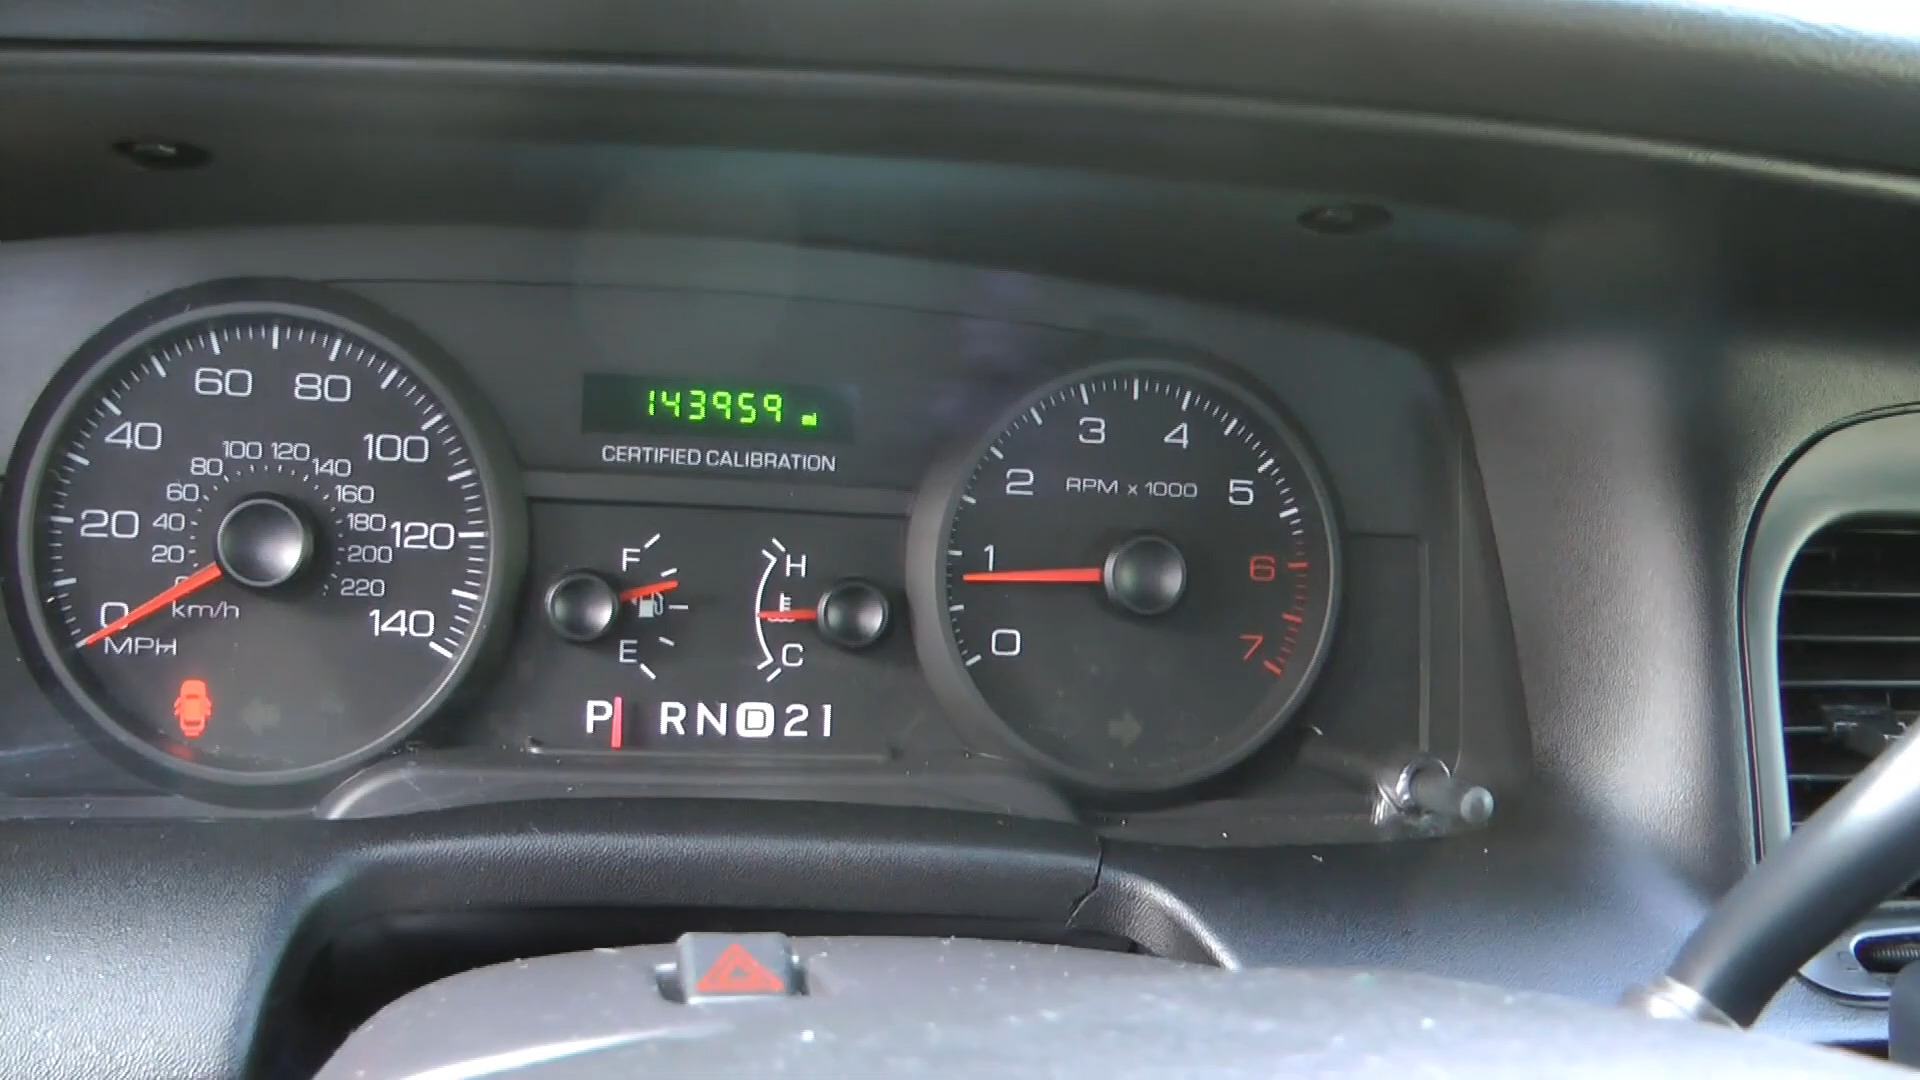 143959 mi
CERTIFIED CALIBRATION
0 20 40 60 80 100 120 140
20 40 60 80 100 120 140 160 180 200 220
km/h
MPH
F
E
H
C
P R N D 2 1
0 1 2 3 4 5 6 7
RPM x 1000